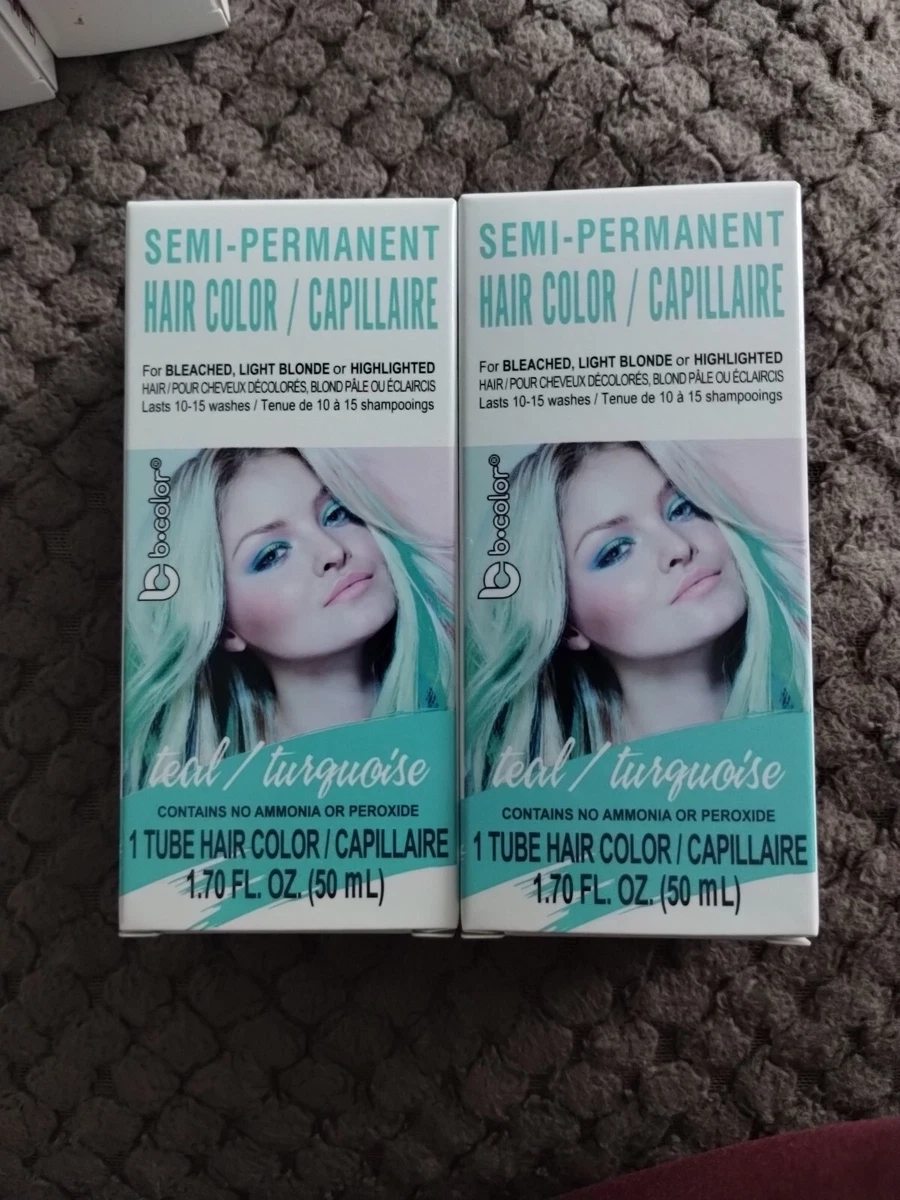 SEMI-PERMANENT
HAIR COLOR / CAPILLAIRE
For BLEACHED, LIGHT BLONDE or HIGHLIGHTED
HAIR / POUR CHEVEUX DÉCOLORÉS, BLOND PÂLE OU ÉCLAIRCIS
Lasts 10-15 washes / Tenue de 10 à 15 shampooings
b•color®
teal / turquoise
CONTAINS NO AMMONIA OR PEROXIDE
1 TUBE HAIR COLOR / CAPILLAIRE
1.70 FL. OZ. (50 mL)
SEMI-PERMANENT
HAIR COLOR / CAPILLAIRE
For BLEACHED, LIGHT BLONDE or HIGHLIGHTED
HAIR / POUR CHEVEUX DÉCOLORÉS, BLOND PÂLE OU ÉCLAIRCIS
Lasts 10-15 washes / Tenue de 10 à 15 shampooings
b•color®
teal / turquoise
CONTAINS NO AMMONIA OR PEROXIDE
1 TUBE HAIR COLOR / CAPILLAIRE
1.70 FL. OZ. (50 mL)